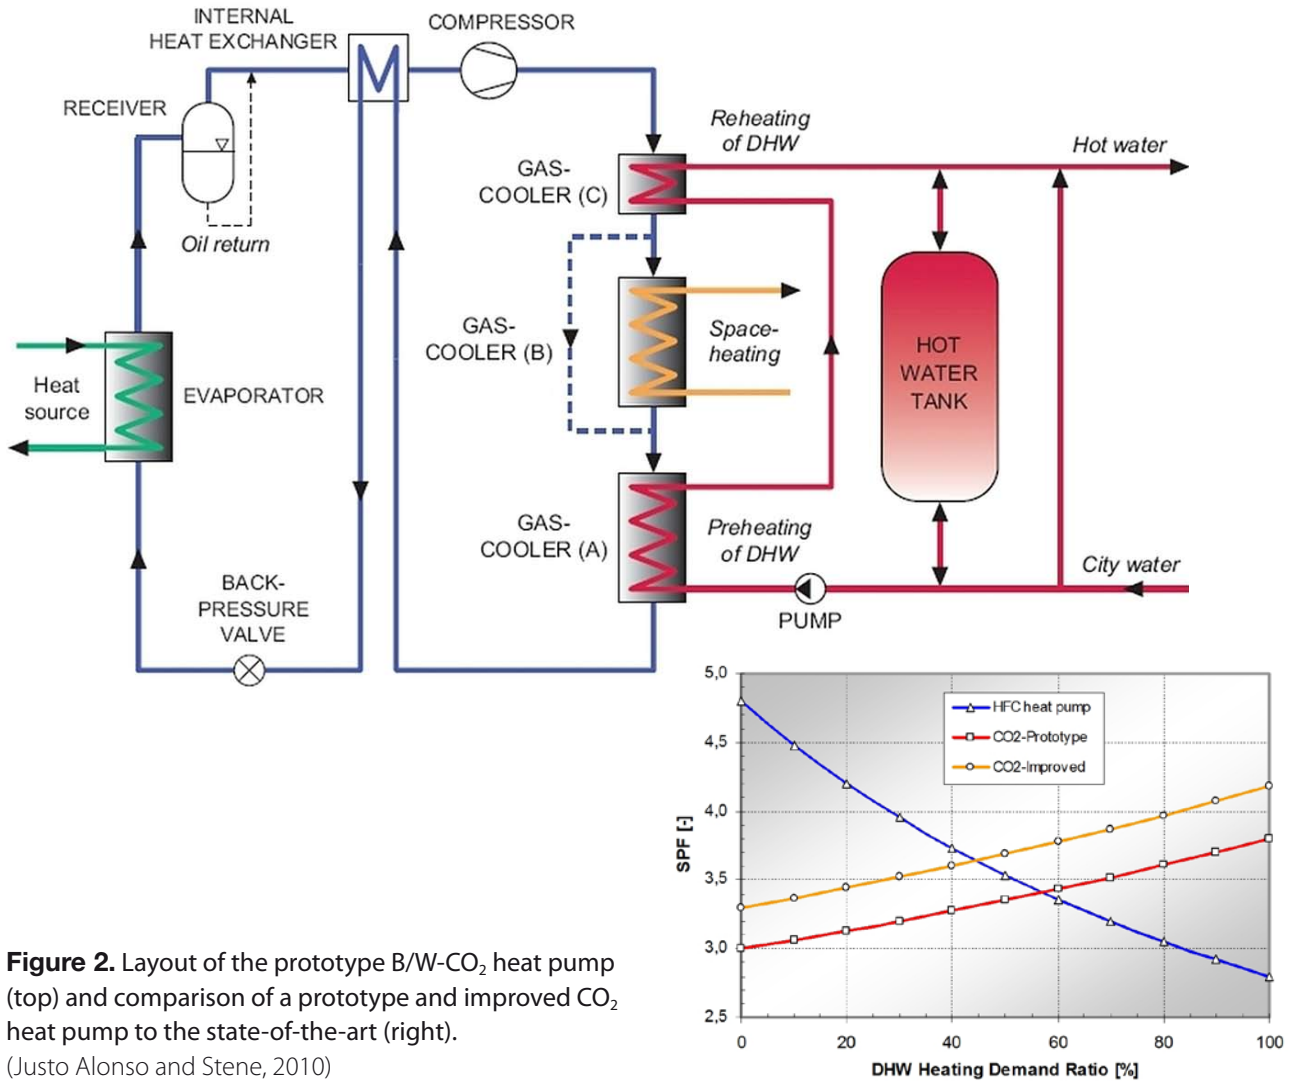 INTERNAL
HEAT EXCHANGER
COMPRESSOR
RECEIVER
Oil return
Reheating
of DHW
Hot water
GAS-
COOLER (C)
GAS-
COOLER (B)
Space-
heating
HOT
WATER
TANK
Heat
source
EVAPORATOR
GAS-
COOLER (A)
Preheating
of DHW
City water
PUMP
BACK-
PRESSURE
VALVE
5,0
4,5
4,0
3,5
3,0
2,5
SPF [-]
HFC heat pump
CO2-Prototype
CO2-Improved
0 20 40 60 80 100
DHW Heating Demand Ratio [%]
Figure 2. Layout of the prototype B/W-CO₂ heat pump
(top) and comparison of a prototype and improved CO₂
heat pump to the state-of-the-art (right).
(Justo Alonso and Stene, 2010)